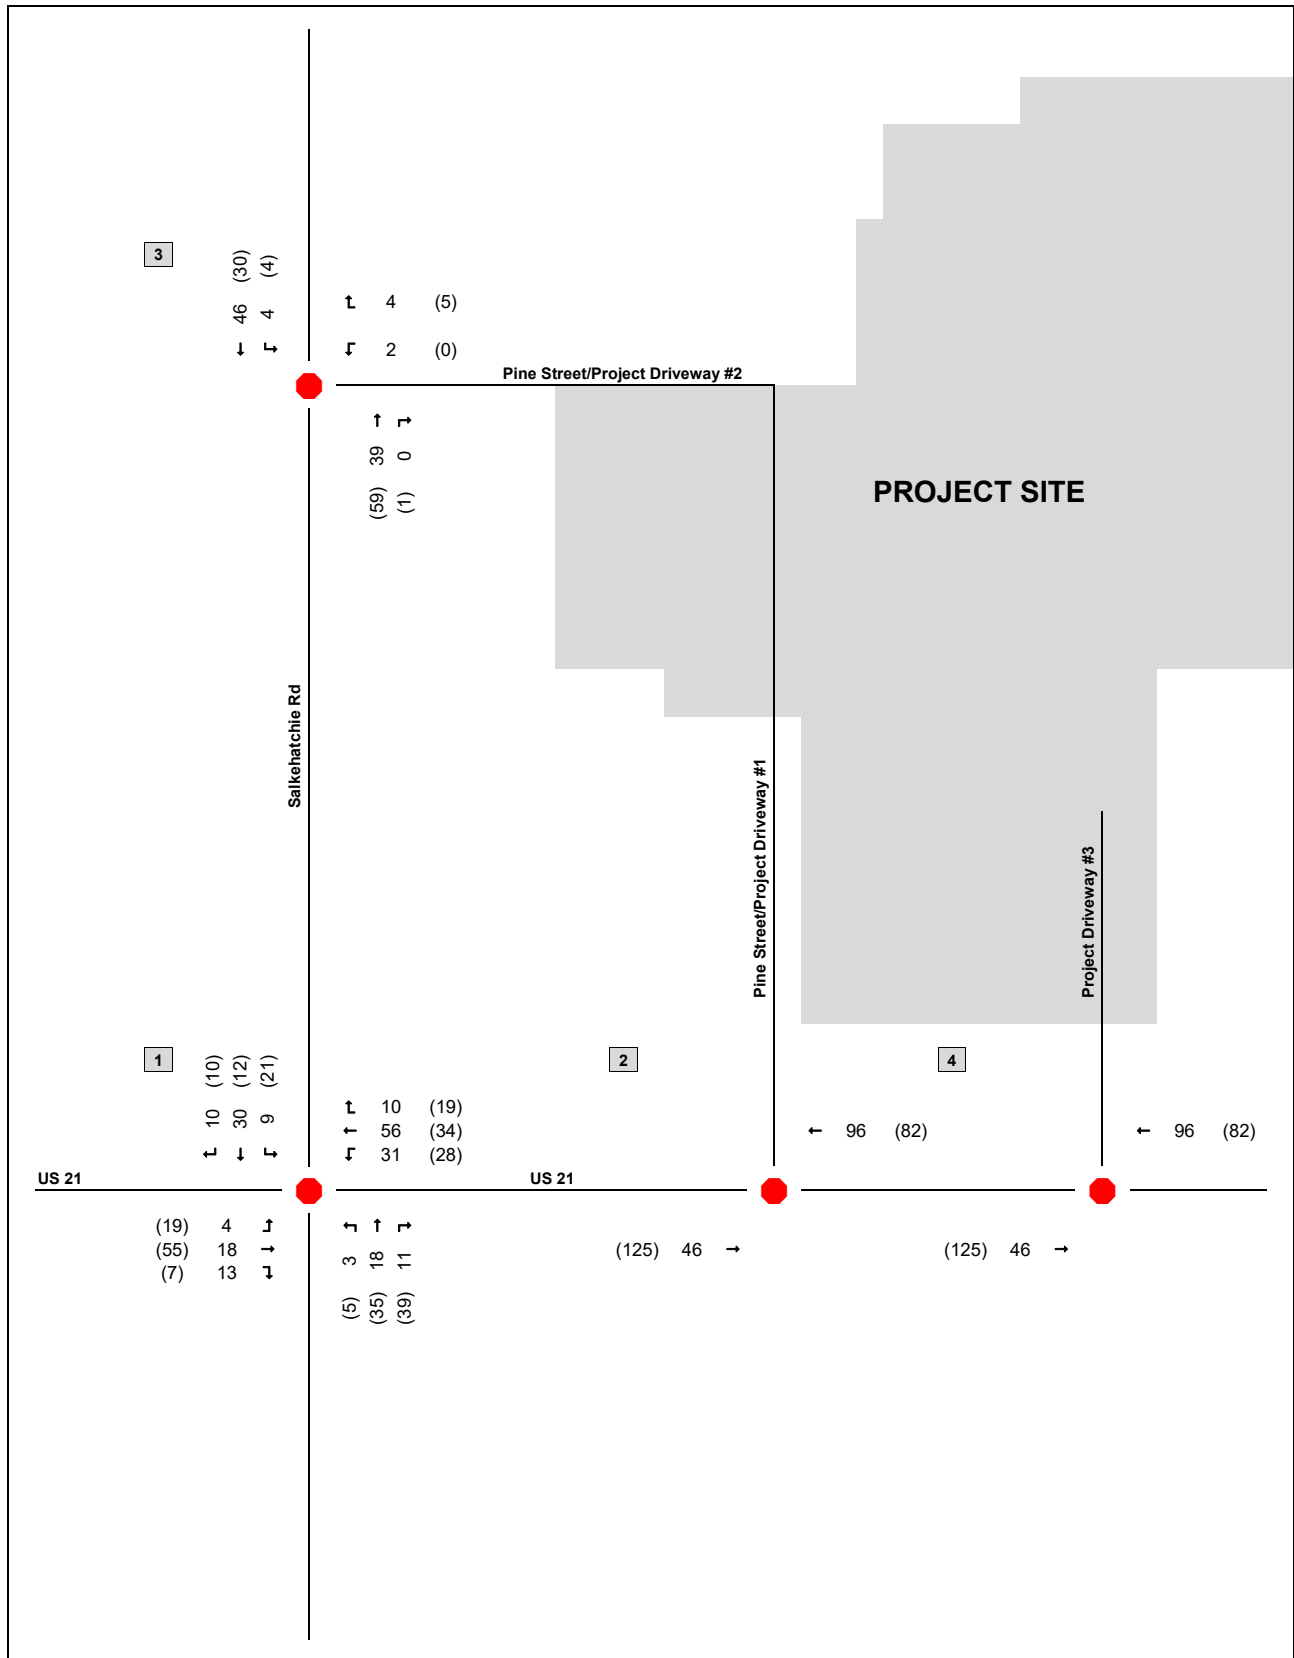 3
(30) (4)
46 4
4 (5)
2 (0)
Pine Street/Project Driveway #2
39 0
(59) (1)
PROJECT SITE
Salkehatchie Rd
Pine Street/Project Driveway #1
Project Driveway #3
1
(10) (12) (21)
10 30 9
2
4
10 (19)
56 (34)
31 (28)
96 (82)
96 (82)
US 21
US 21
(19) 4
(55) 18
(7) 13
3 18 11
(5) (35) (39)
(125) 46
(125) 46